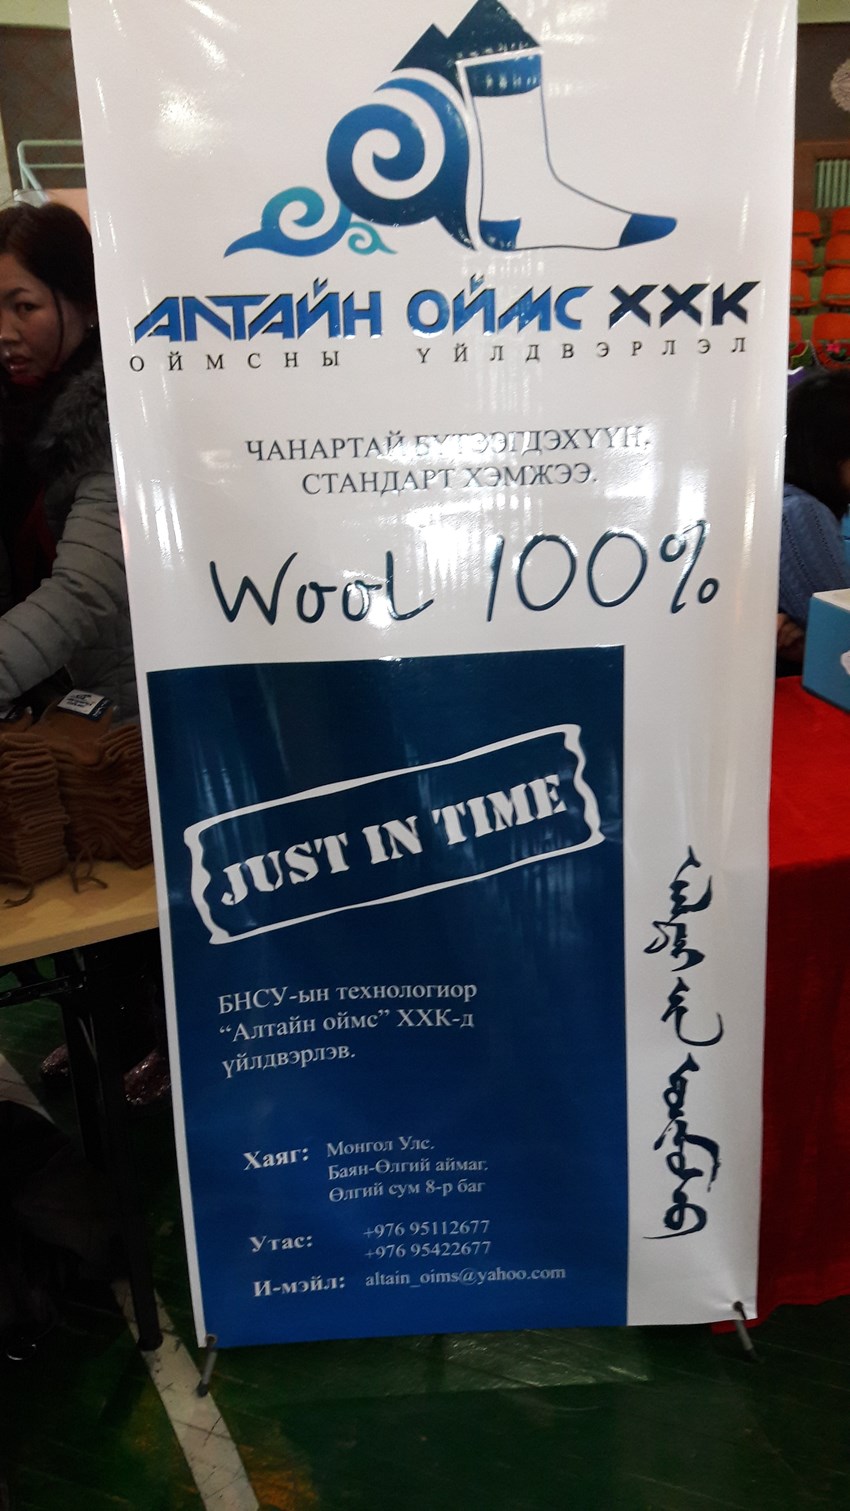 АЛТАЙН ОЙМС ХХК
ОЙМСНЫ ҮЙЛДВЭРЛЭЛ
ЧАНАРТАЙ БҮТЭЭГДЭХҮҮН,
СТАНДАРТ ХЭМЖЭЭ.
Wool 100%
JUST IN TIME
БНСУ-ын технологиор
“Алтайн оймс” ХХК-д
үйлдвэрлэв.
Хаяг: Монгол Улс.
Баян-Өлгий аймаг.
Өлгий сум 8-р баг
Утас: +976 95112677
+976 95422677
И-мэйл: altain_oims@yahoo.com